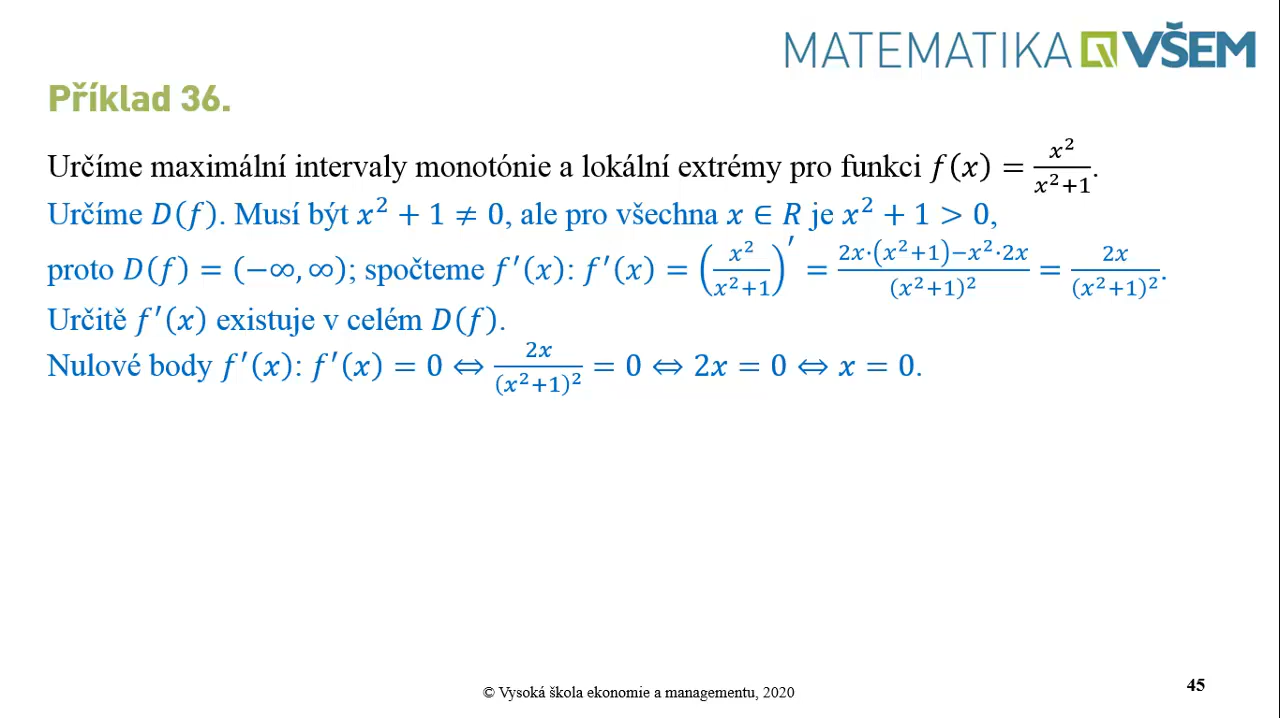 MATEMATIKA VŠEM
Příklad 36.
Určíme maximální intervaly monotónie a lokální extrémy pro funkci f(x) = x²/(x²+1).
Určíme D(f). Musí být x² + 1 ≠ 0, ale pro všechna x ∈ R je x² + 1 > 0,
proto D(f) = (−∞, ∞); spočteme f′(x): f′(x) = (x²/(x²+1))′ = (2x·(x²+1)−x²·2x)/(x²+1)² = 2x/(x²+1)².
Určitě f′(x) existuje v celém D(f).
Nulové body f′(x): f′(x) = 0 ⇔ 2x/(x²+1)² = 0 ⇔ 2x = 0 ⇔ x = 0.
© Vysoká škola ekonomie a managementu, 2020
45